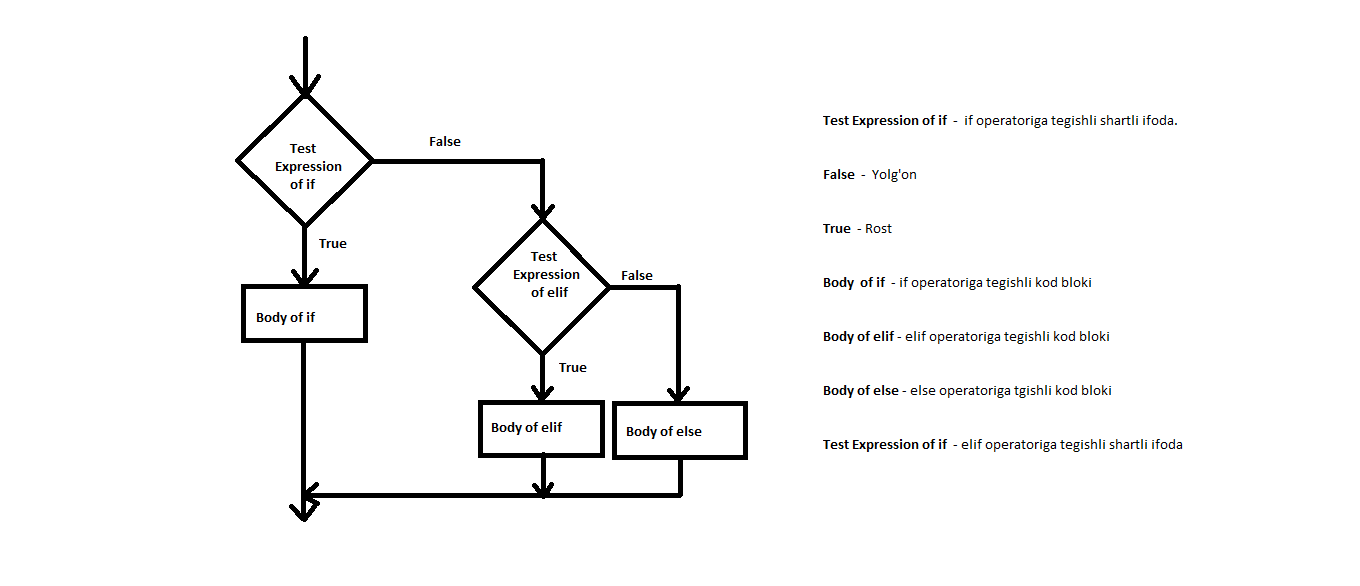 Test
Expression
of if
False
True
Body of if
Test
Expression
of elif
False
True
Body of elif
Body of else
Test Expression of if - if operatoriga tegishli shartli ifoda.
False - Yolg'on
True - Rost
Body of if - if operatoriga tegishli kod bloki
Body of elif - elif operatoriga tegishli kod bloki
Body of else - else operatoriga tgishli kod bloki
Test Expression of if - elif operatoriga tegishli shartli ifoda